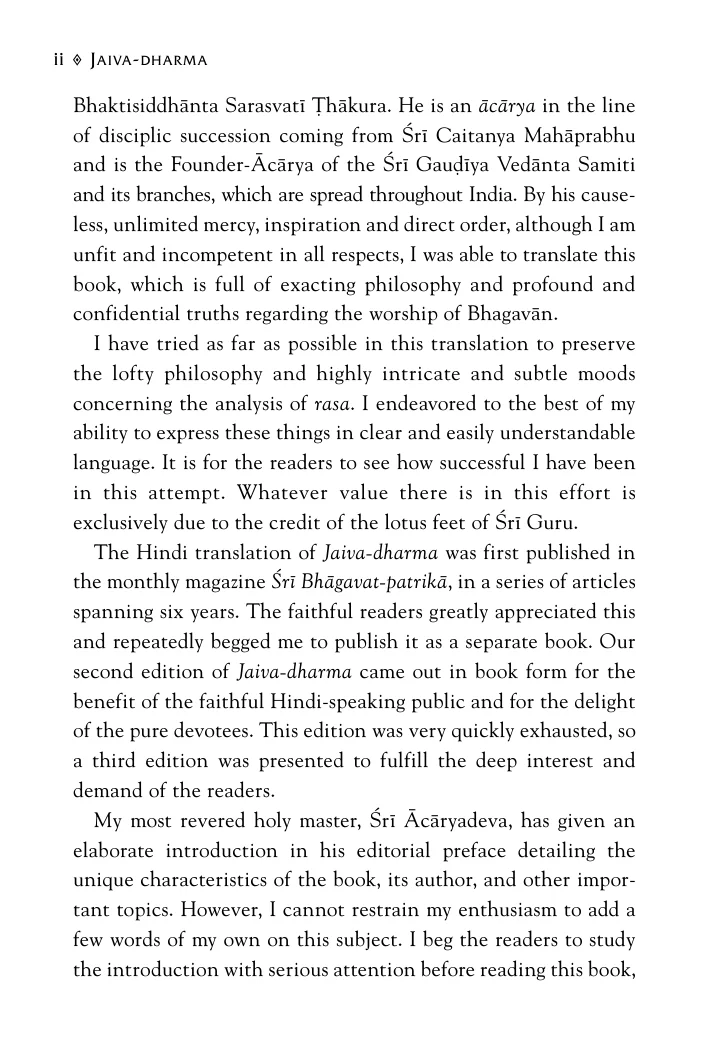 ii ◊ Jaiva-dharma
Bhaktisiddhānta Sarasvatī Ṭhākura. He is an ācārya in the line
of disciplic succession coming from Śrī Caitanya Mahāprabhu
and is the Founder-Ācārya of the Śrī Gauḍīya Vedānta Samiti
and its branches, which are spread throughout India. By his cause-
less, unlimited mercy, inspiration and direct order, although I am
unfit and incompetent in all respects, I was able to translate this
book, which is full of exacting philosophy and profound and
confidential truths regarding the worship of Bhagavān.
I have tried as far as possible in this translation to preserve
the lofty philosophy and highly intricate and subtle moods
concerning the analysis of rasa. I endeavored to the best of my
ability to express these things in clear and easily understandable
language. It is for the readers to see how successful I have been
in this attempt. Whatever value there is in this effort is
exclusively due to the credit of the lotus feet of Śrī Guru.
The Hindi translation of Jaiva-dharma was first published in
the monthly magazine Śrī Bhāgavat-patrikā, in a series of articles
spanning six years. The faithful readers greatly appreciated this
and repeatedly begged me to publish it as a separate book. Our
second edition of Jaiva-dharma came out in book form for the
benefit of the faithful Hindi-speaking public and for the delight
of the pure devotees. This edition was very quickly exhausted, so
a third edition was presented to fulfill the deep interest and
demand of the readers.
My most revered holy master, Śrī Ācāryadeva, has given an
elaborate introduction in his editorial preface detailing the
unique characteristics of the book, its author, and other impor-
tant topics. However, I cannot restrain my enthusiasm to add a
few words of my own on this subject. I beg the readers to study
the introduction with serious attention before reading this book,